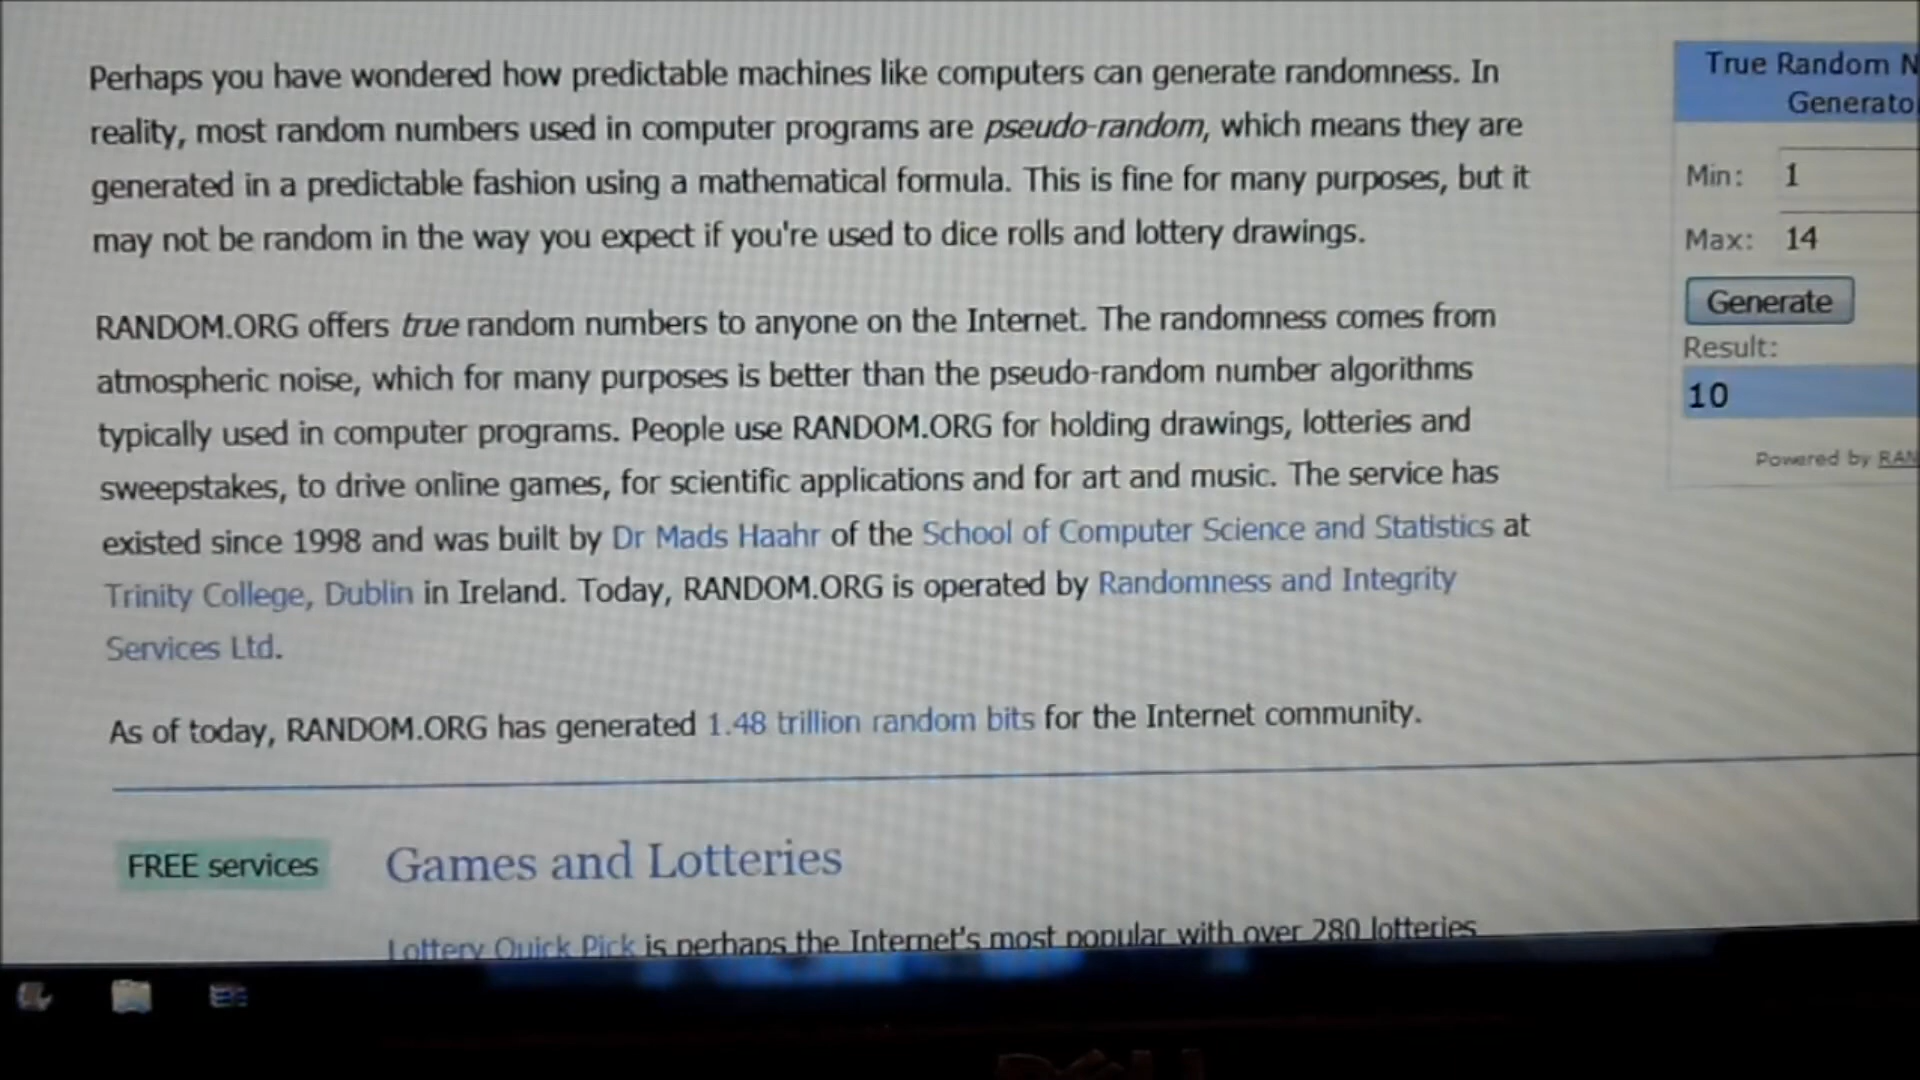 Perhaps you have wondered how predictable machines like computers can generate randomness. In
reality, most random numbers used in computer programs are pseudo-random, which means they are
generated in a predictable fashion using a mathematical formula. This is fine for many purposes, but it
may not be random in the way you expect if you're used to dice rolls and lottery drawings.
RANDOM.ORG offers true random numbers to anyone on the Internet. The randomness comes from
atmospheric noise, which for many purposes is better than the pseudo-random number algorithms
typically used in computer programs. People use RANDOM.ORG for holding drawings, lotteries and
sweepstakes, to drive online games, for scientific applications and for art and music. The service has
existed since 1998 and was built by Dr Mads Haahr of the School of Computer Science and Statistics at
Trinity College, Dublin in Ireland. Today, RANDOM.ORG is operated by Randomness and Integrity
Services Ltd.
As of today, RANDOM.ORG has generated 1.48 trillion random bits for the Internet community.
FREE services
Games and Lotteries
Lottery Quick Pick is perhaps the Internet's most popular with over 280 lotteries
True Random N
Generato
Min: 1
Max: 14
Generate
Result:
10
Powered by RAN